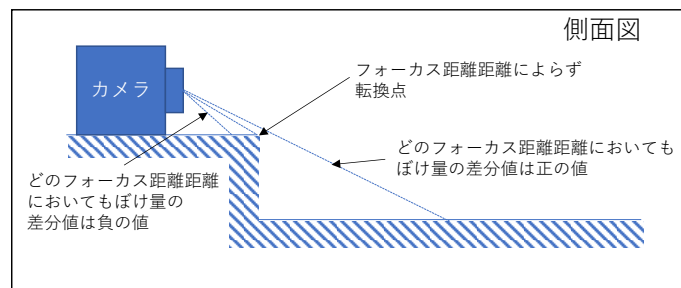 側面図
カメラ
フォーカス距離距離によらず
転換点
どのフォーカス距離距離においても
ぼけ量の差分値は正の値
どのフォーカス距離距離
においてもぼけ量の
差分値は負の値